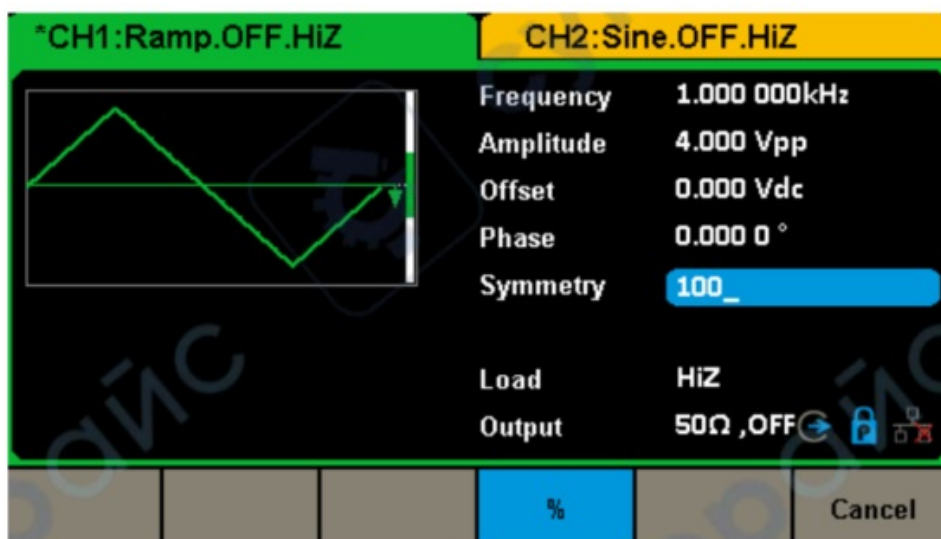 *CH1:Ramp.OFF.HiZ
CH2:Sine.OFF.HiZ
Frequency 1.000 000kHz
Amplitude 4.000 Vpp
Offset 0.000 Vdc
Phase 0.000 0 °
Symmetry 100_
Load HiZ
Output 50Ω ,OFF
P
%
Cancel